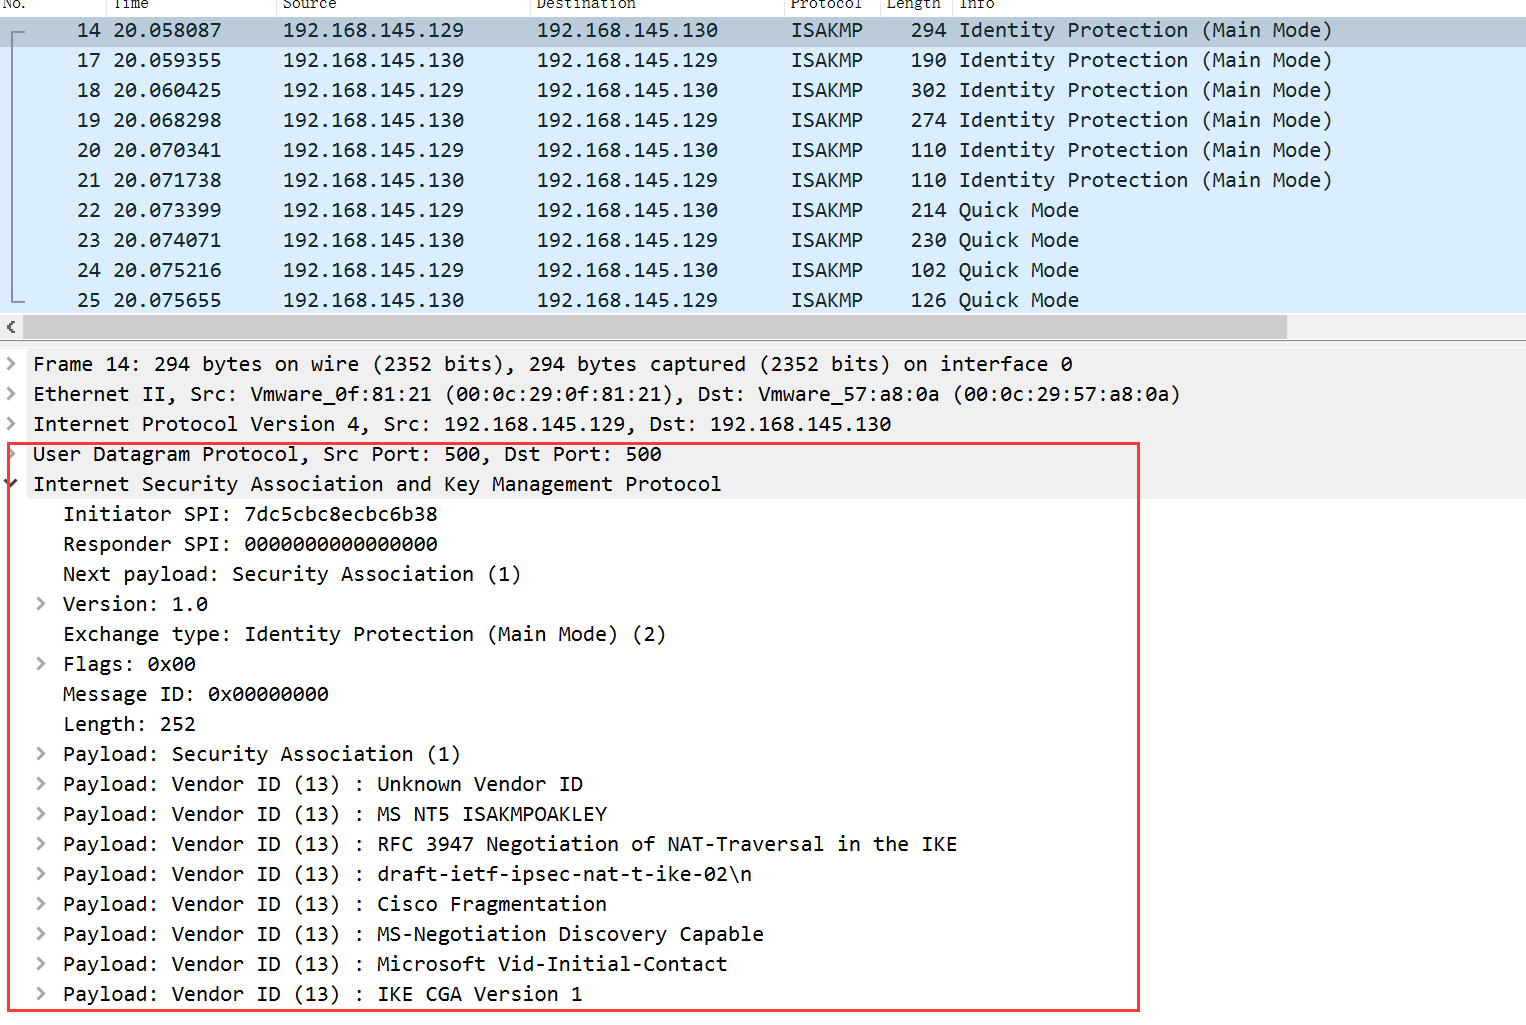 No. Time Source Destination Protocol Length Info
14 20.058087 192.168.145.129 192.168.145.130 ISAKMP 294 Identity Protection (Main Mode)
17 20.059355 192.168.145.130 192.168.145.129 ISAKMP 190 Identity Protection (Main Mode)
18 20.060425 192.168.145.129 192.168.145.130 ISAKMP 302 Identity Protection (Main Mode)
19 20.068298 192.168.145.130 192.168.145.129 ISAKMP 274 Identity Protection (Main Mode)
20 20.070341 192.168.145.129 192.168.145.130 ISAKMP 110 Identity Protection (Main Mode)
21 20.071738 192.168.145.130 192.168.145.129 ISAKMP 110 Identity Protection (Main Mode)
22 20.073399 192.168.145.129 192.168.145.130 ISAKMP 214 Quick Mode
23 20.074071 192.168.145.130 192.168.145.129 ISAKMP 230 Quick Mode
24 20.075216 192.168.145.129 192.168.145.130 ISAKMP 102 Quick Mode
25 20.075655 192.168.145.130 192.168.145.129 ISAKMP 126 Quick Mode
Frame 14: 294 bytes on wire (2352 bits), 294 bytes captured (2352 bits) on interface 0
Ethernet II, Src: Vmware_0f:81:21 (00:0c:29:0f:81:21), Dst: Vmware_57:a8:0a (00:0c:29:57:a8:0a)
Internet Protocol Version 4, Src: 192.168.145.129, Dst: 192.168.145.130
User Datagram Protocol, Src Port: 500, Dst Port: 500
Internet Security Association and Key Management Protocol
Initiator SPI: 7dc5cbc8ecbc6b38
Responder SPI: 0000000000000000
Next payload: Security Association (1)
Version: 1.0
Exchange type: Identity Protection (Main Mode) (2)
Flags: 0x00
Message ID: 0x00000000
Length: 252
Payload: Security Association (1)
Payload: Vendor ID (13) : Unknown Vendor ID
Payload: Vendor ID (13) : MS NT5 ISAKMPOAKLEY
Payload: Vendor ID (13) : RFC 3947 Negotiation of NAT-Traversal in the IKE
Payload: Vendor ID (13) : draft-ietf-ipsec-nat-t-ike-02\n
Payload: Vendor ID (13) : Cisco Fragmentation
Payload: Vendor ID (13) : MS-Negotiation Discovery Capable
Payload: Vendor ID (13) : Microsoft Vid-Initial-Contact
Payload: Vendor ID (13) : IKE CGA Version 1